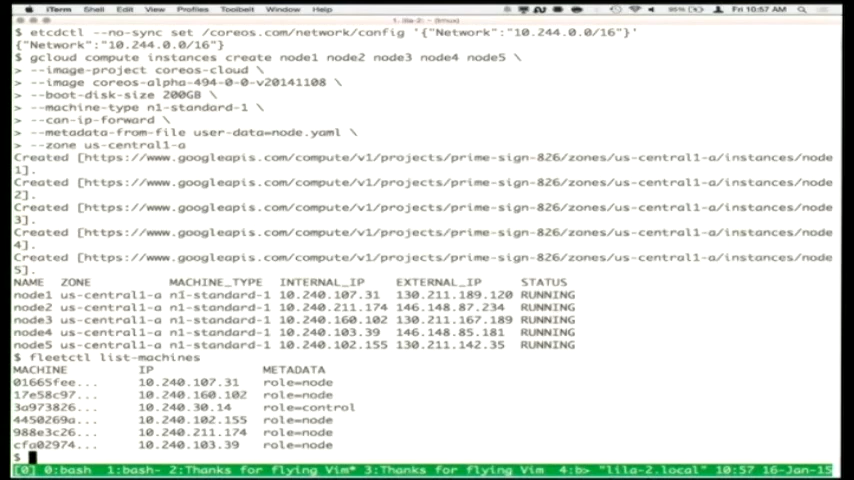 iTerm Shell Edit View Profiles Toolbelt Window Help Fri 10:57 AM
1. lila-2: ~ (tmux)
$ etcdctl --no-sync set /coreos.com/network/config '{"Network":"10.244.0.0/16"}'
{"Network":"10.244.0.0/16"}
$ gcloud compute instances create node1 node2 node3 node4 node5 \
> --image-project coreos-cloud \
> --image coreos-alpha-494-0-0-v20141108 \
> --boot-disk-size 200GB \
> --machine-type n1-standard-1 \
> --can-ip-forward \
> --metadata-from-file user-data=node.yaml \
> --zone us-central1-a
Created [https://www.googleapis.com/compute/v1/projects/prime-sign-826/zones/us-central1-a/instances/node
1].
Created [https://www.googleapis.com/compute/v1/projects/prime-sign-826/zones/us-central1-a/instances/node
2].
Created [https://www.googleapis.com/compute/v1/projects/prime-sign-826/zones/us-central1-a/instances/node
3].
Created [https://www.googleapis.com/compute/v1/projects/prime-sign-826/zones/us-central1-a/instances/node
4].
Created [https://www.googleapis.com/compute/v1/projects/prime-sign-826/zones/us-central1-a/instances/node
5].
NAME ZONE MACHINE_TYPE INTERNAL_IP EXTERNAL_IP STATUS
node1 us-central1-a n1-standard-1 10.240.107.31 130.211.189.120 RUNNING
node2 us-central1-a n1-standard-1 10.240.211.174 146.148.87.234 RUNNING
node3 us-central1-a n1-standard-1 10.240.160.102 130.211.167.189 RUNNING
node4 us-central1-a n1-standard-1 10.240.103.39 146.148.85.181 RUNNING
node5 us-central1-a n1-standard-1 10.240.102.155 130.211.142.35 RUNNING
$ fleetctl list-machines
MACHINE IP METADATA
01665fee... 10.240.107.31 role=node
17e58c97... 10.240.160.102 role=node
3a973826... 10.240.30.14 role=control
4450269a... 10.240.102.155 role=node
988e3c26... 10.240.211.174 role=node
cfa02974... 10.240.103.39 role=node
$
[0] 0:bash 1:bash- 2:Thanks for flying Vim* 3:Thanks for flying Vim 4:b> "lila-2.local" 10:57 16-Jan-15